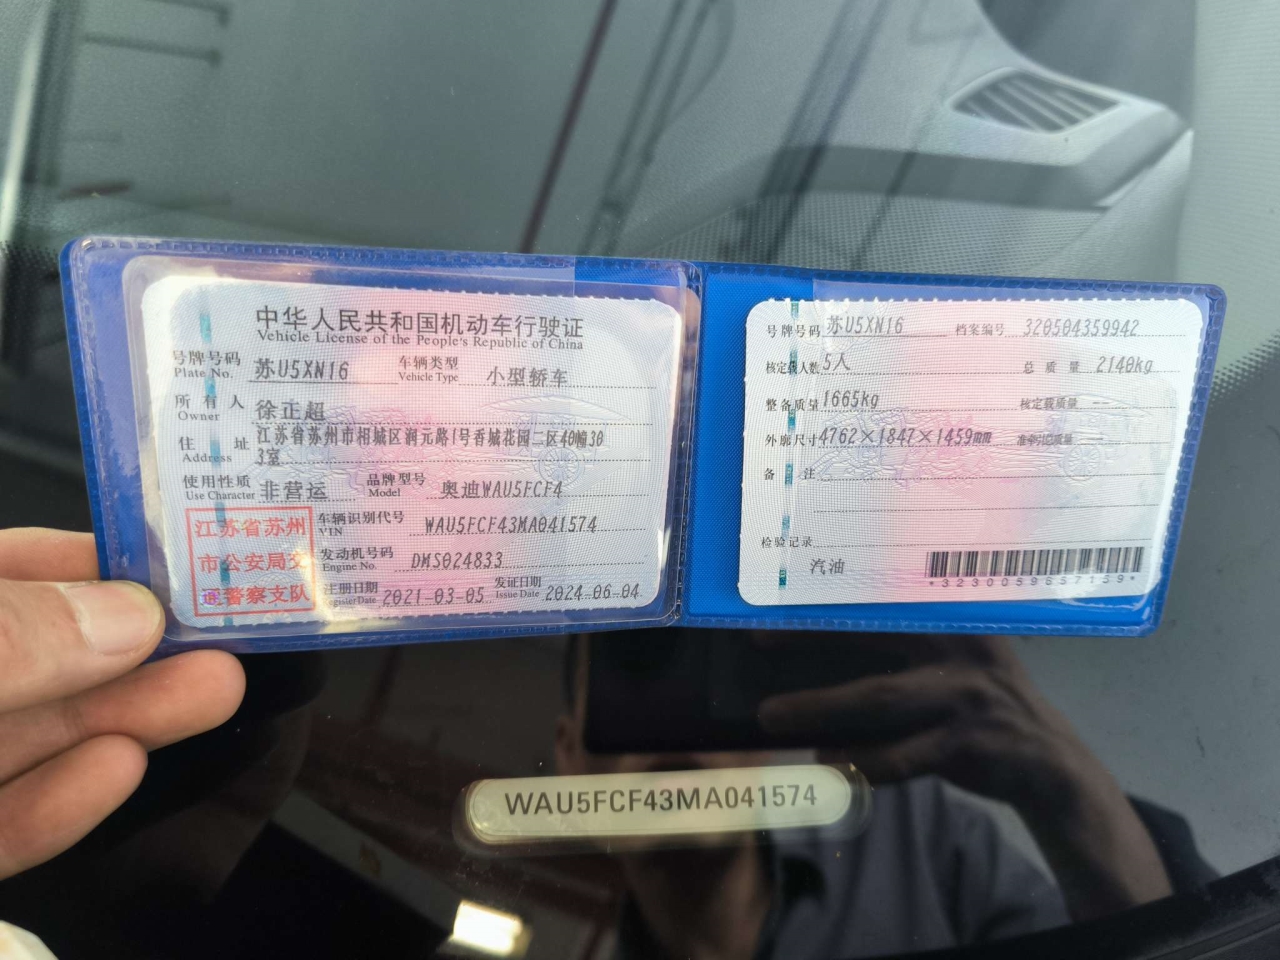 中华人民共和国机动车行驶证
Vehicle License of the People's Republic of China
号牌号码 苏U5XN16 车辆类型 小型轿车
Plate No. Vehicle Type
所有人 徐正超
Owner
住址 江苏省苏州市相城区润元路1号香城花园二区40幢30
Address 3室
使用性质 非营运 品牌型号 奥迪WAU5FCF4
Use Character Model
江苏省苏州
市公安局交
通警察支队
车辆识别代号 WAU5FCF43MA041574
VIN
发动机号码 DMS024833
Engine No.
注册日期 2021-03-05 发证日期 2024-06-04
Register Date Issue Date
号牌号码 苏U5XN16 档案编号 320504359942
核定载人数 5人 总质量 2140kg
整备质量 1665kg 核定载质量 --
外廓尺寸 4762×1847×1459mm 准牵引总质量 --
备注
检验记录
汽油
*3230059657159*
WAU5FCF43MA041574